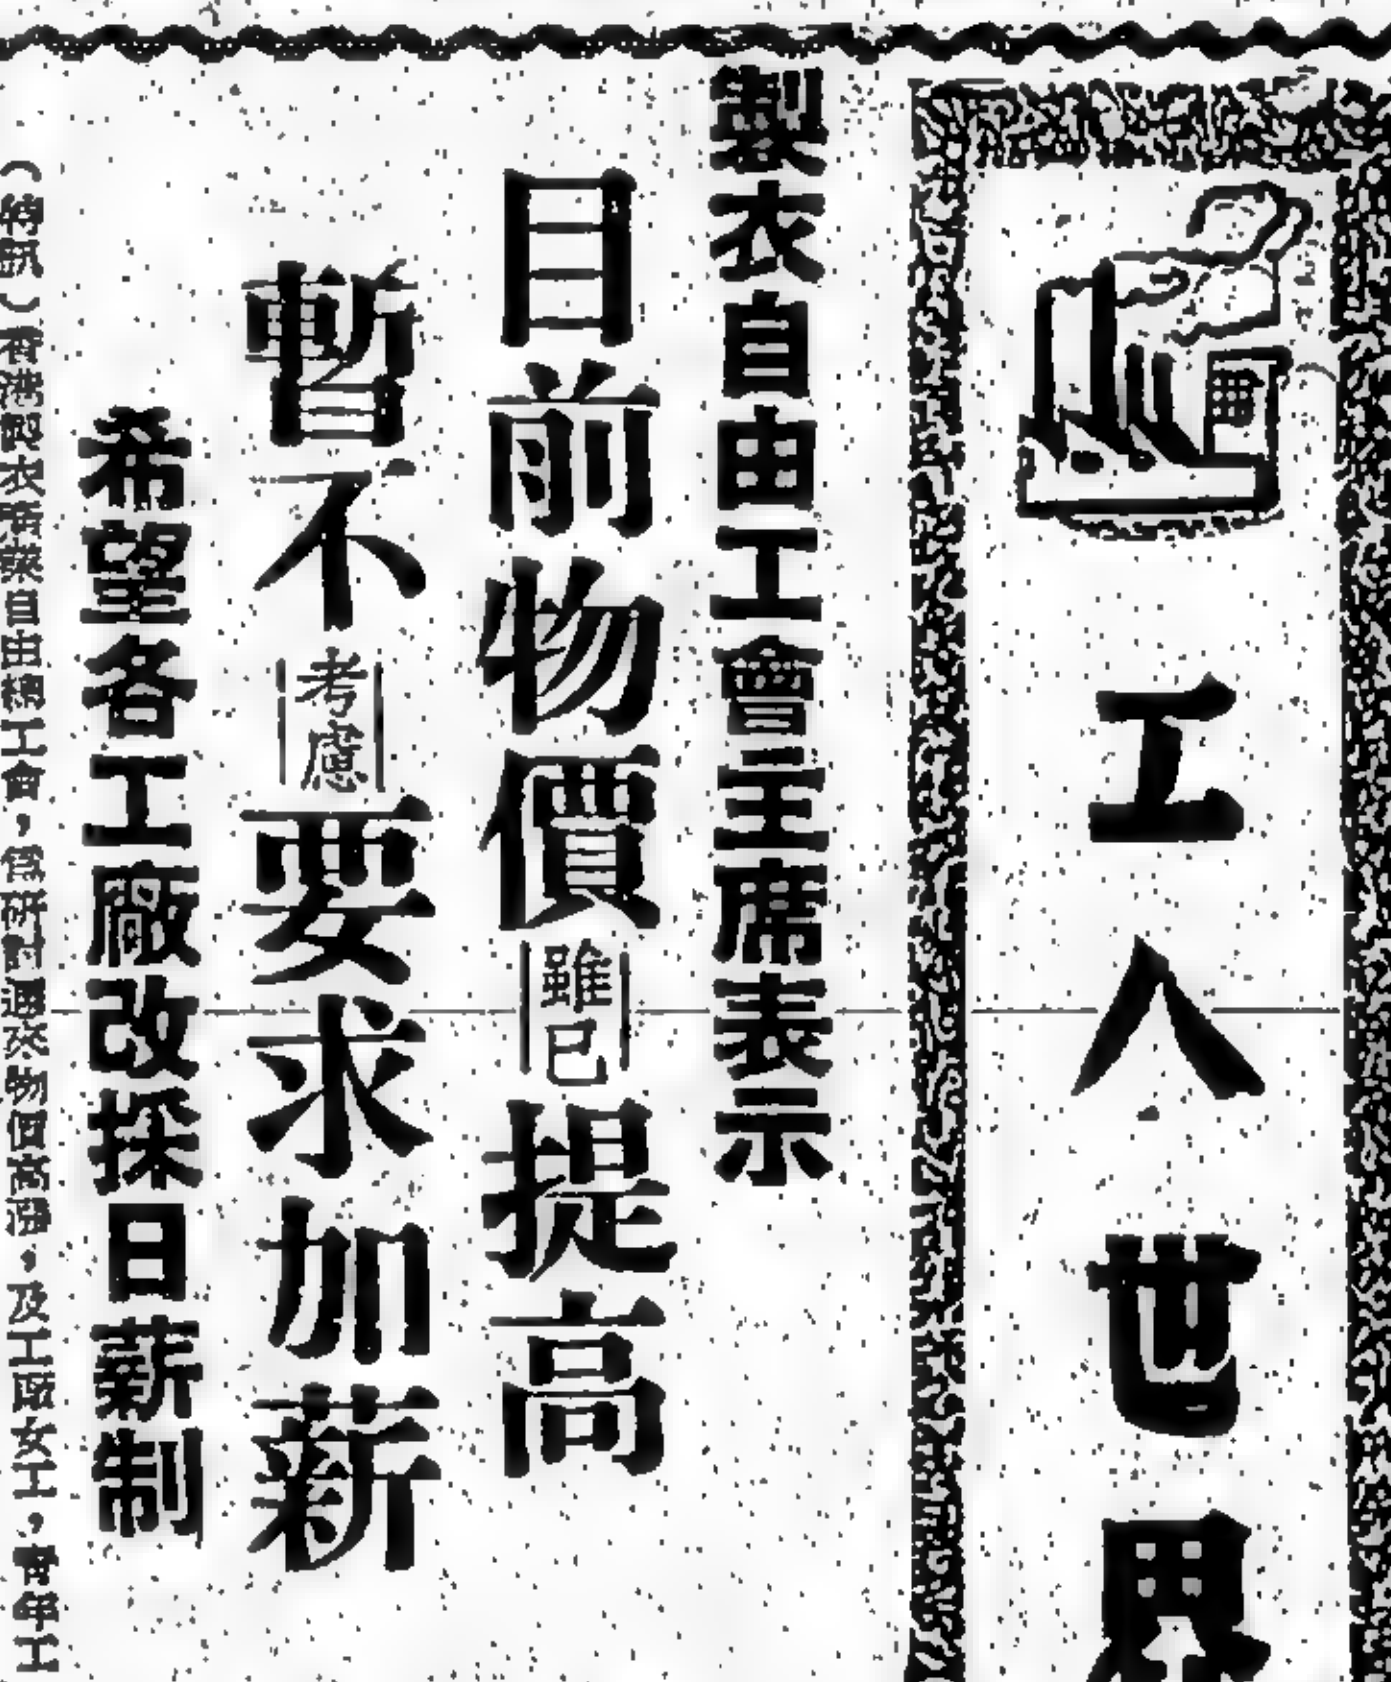 工人世界
製衣自由工會主席表示
目前物價雖已提高
暫不考慮要求加薪
希望各工廠改採日薪制
（特訊）香港製衣業自由總工會，為研討適次物價高漲，及工廠女工，青年工